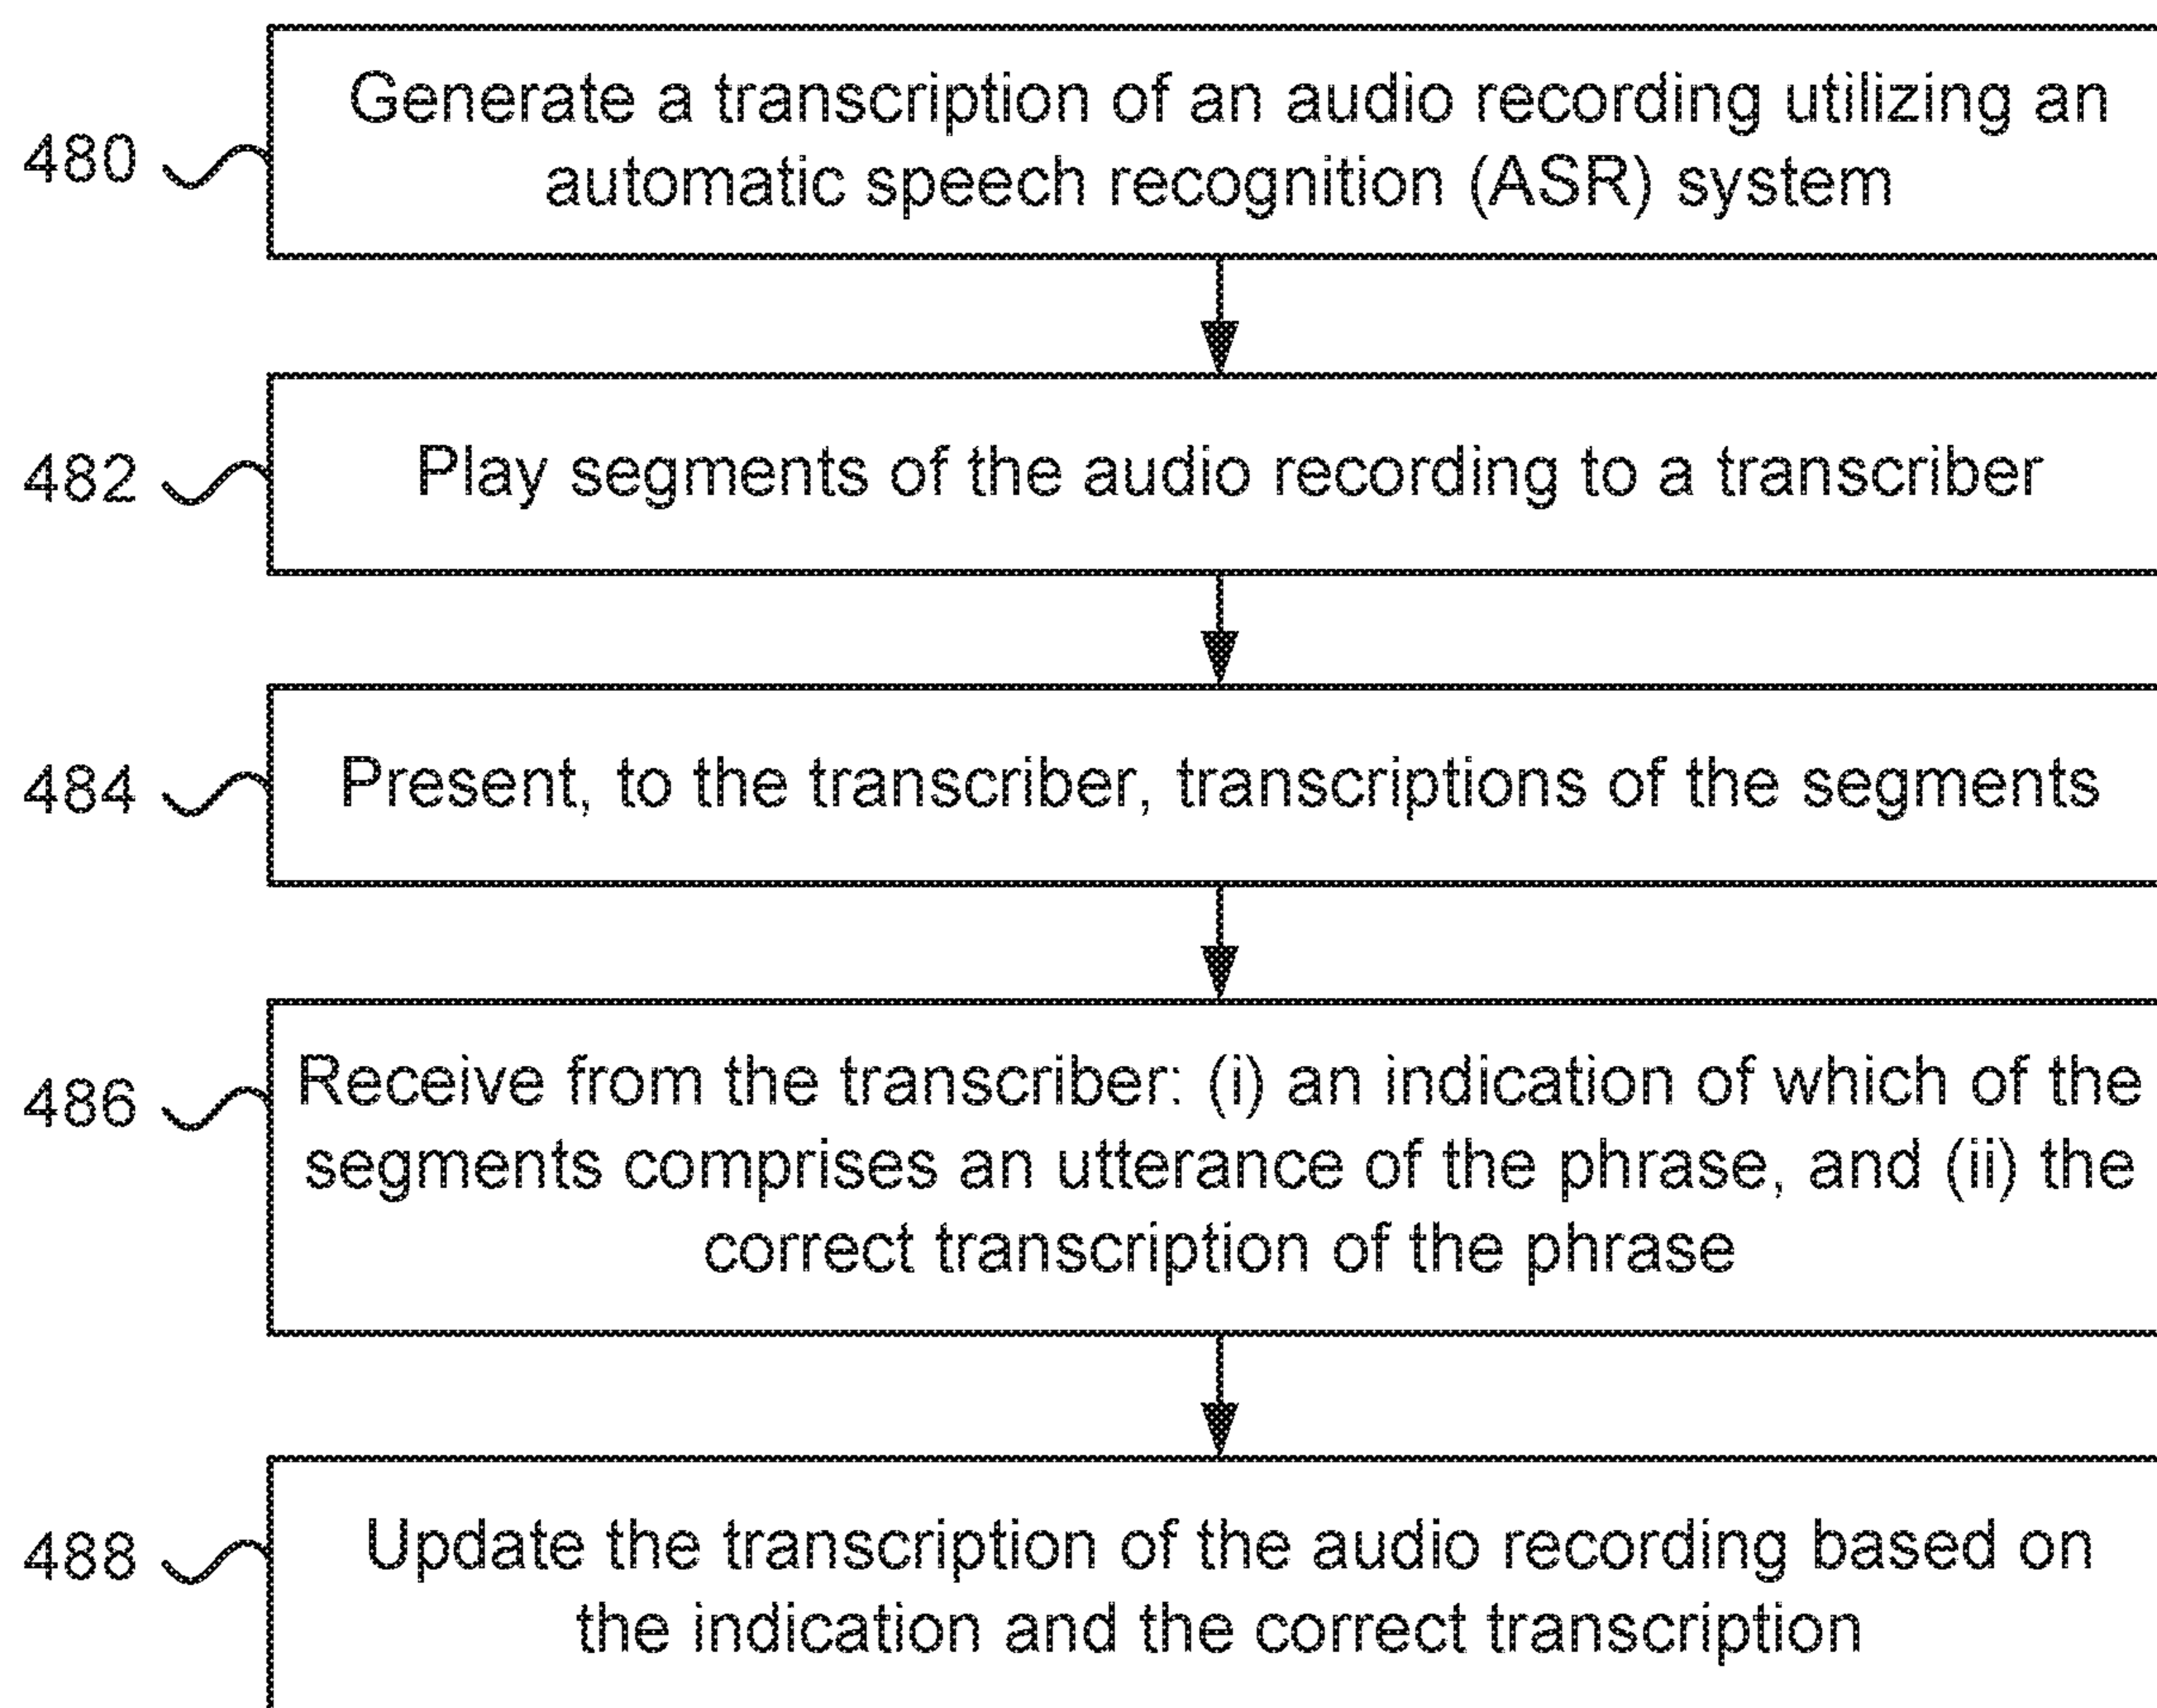 Generate a transcription of an audio recording utilizing an
480
automatic speech recognition (ASR) system
482
Play segments of the audio recording to a transcriber
484
Present, to the transcriber, transcriptions of the segments
486
Receive from the transcriber: (i) an indication of which of the
segments comprises an utterance of the phrase, and (ii) the
correct transcription of the phrase
488
Update the transcription of the audio recording based on
the indication and the correct transcription